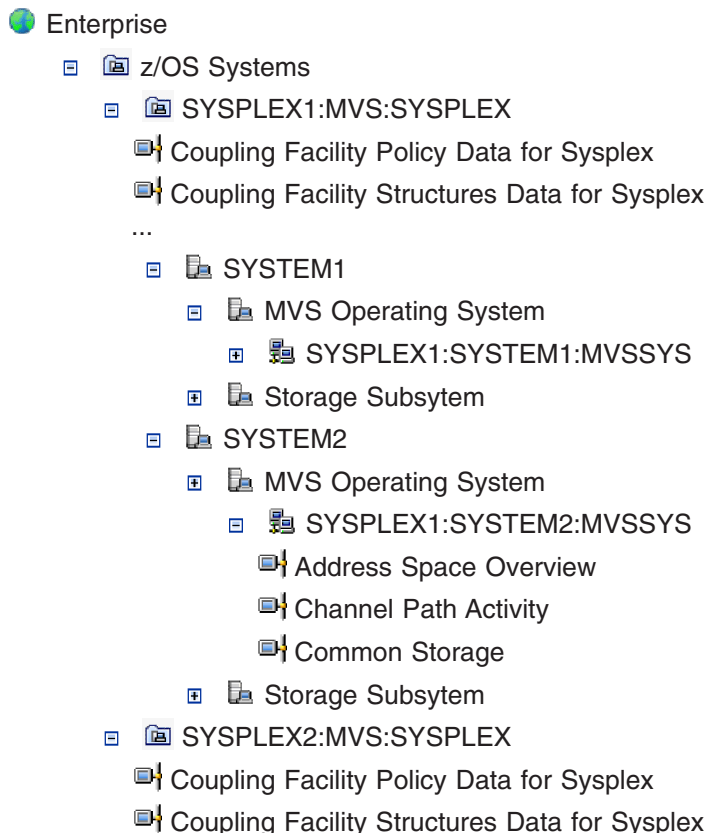 Enterprise
z/OS Systems
SYSPLEX1:MVS:SYSPLEX
Coupling Facility Policy Data for Sysplex
Coupling Facility Structures Data for Sysplex
...
SYSTEM1
MVS Operating System
SYSPLEX1:SYSTEM1:MVSSYS
Storage Subsytem
SYSTEM2
MVS Operating System
SYSPLEX1:SYSTEM2:MVSSYS
Address Space Overview
Channel Path Activity
Common Storage
Storage Subsytem
SYSPLEX2:MVS:SYSPLEX
Coupling Facility Policy Data for Sysplex
Coupling Facility Structures Data for Sysplex